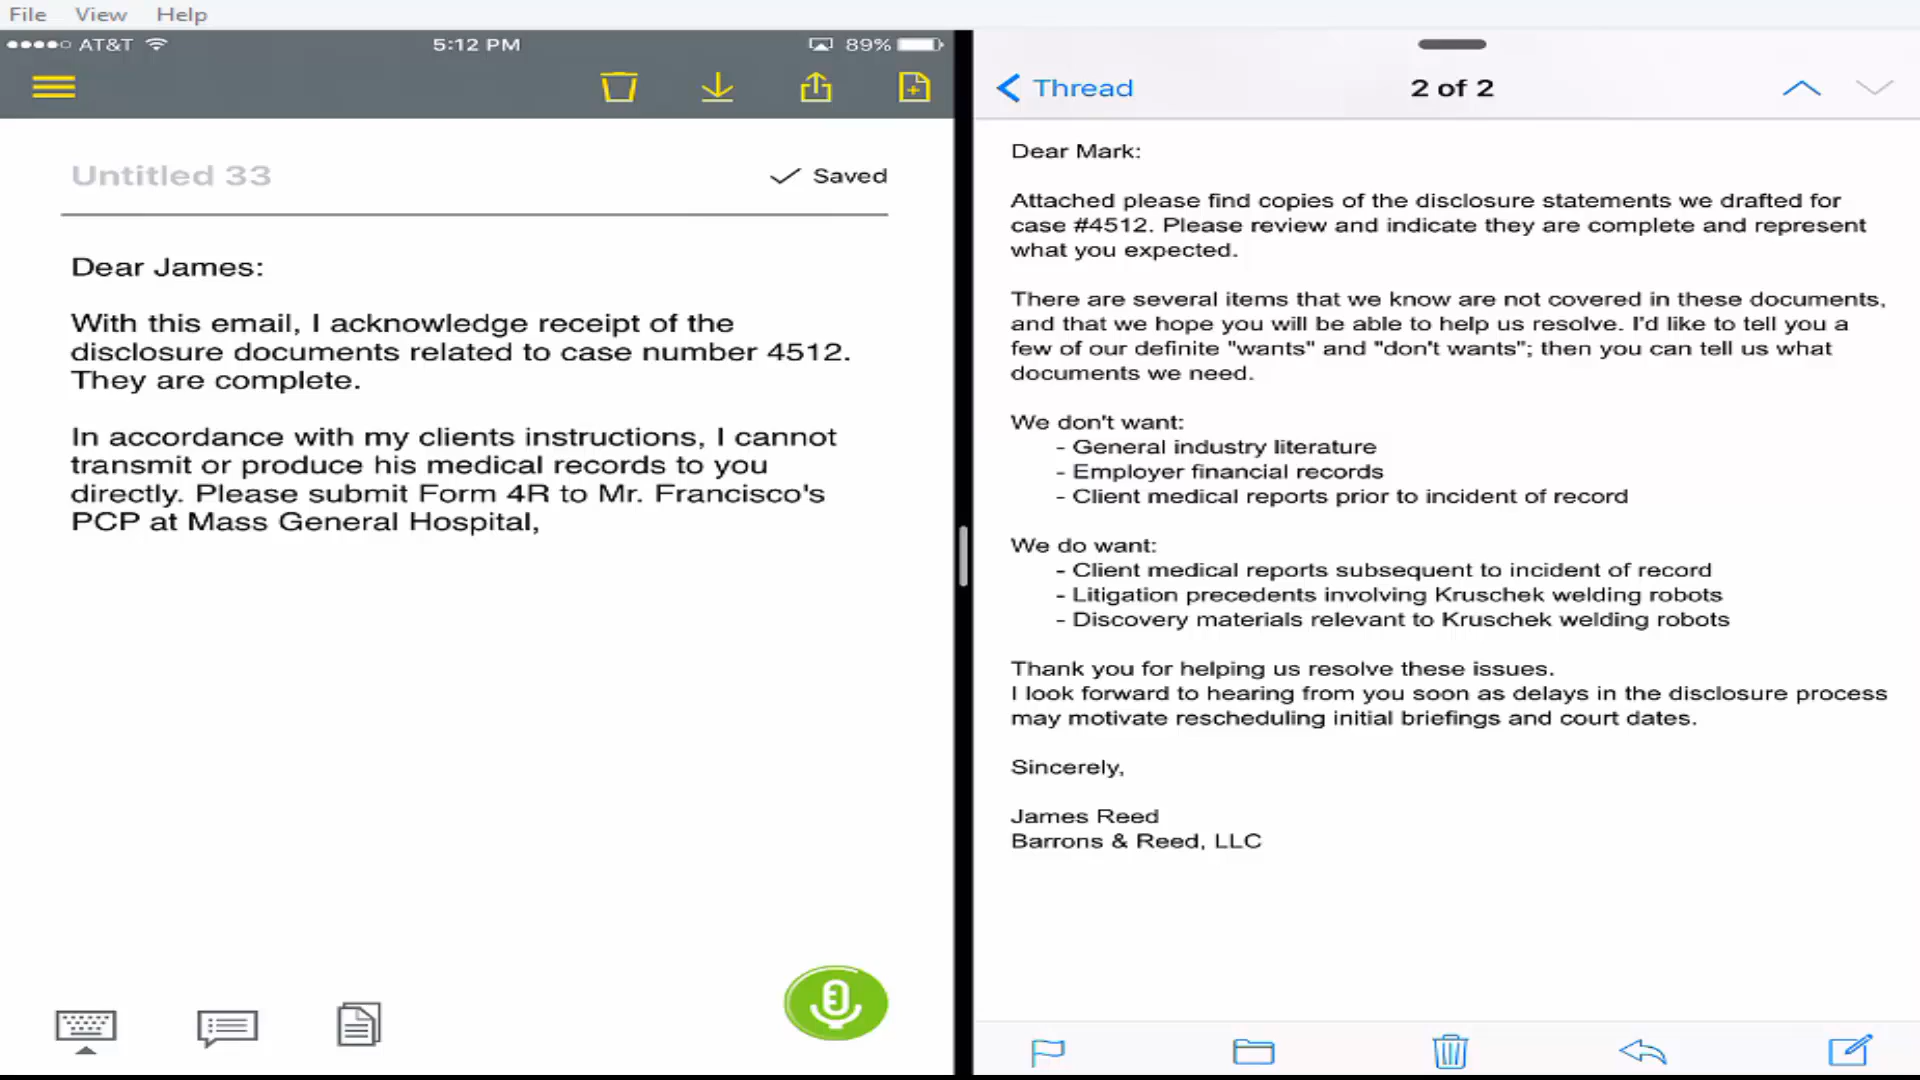 File View Help
AT&T 5:12 PM 89%
Untitled 33 Saved
Dear James:
With this email, I acknowledge receipt of the
disclosure documents related to case number 4512.
They are complete.
In accordance with my clients instructions, I cannot
transmit or produce his medical records to you
directly. Please submit Form 4R to Mr. Francisco's
PCP at Mass General Hospital,
Thread 2 of 2
Dear Mark:
Attached please find copies of the disclosure statements we drafted for
case #4512. Please review and indicate they are complete and represent
what you expected.
There are several items that we know are not covered in these documents,
and that we hope you will be able to help us resolve. I'd like to tell you a
few of our definite "wants" and "don't wants"; then you can tell us what
documents we need.
We don't want:
- General industry literature
- Employer financial records
- Client medical reports prior to incident of record
We do want:
- Client medical reports subsequent to incident of record
- Litigation precedents involving Kruschek welding robots
- Discovery materials relevant to Kruschek welding robots
Thank you for helping us resolve these issues.
I look forward to hearing from you soon as delays in the disclosure process
may motivate rescheduling initial briefings and court dates.
Sincerely,
James Reed
Barrons & Reed, LLC